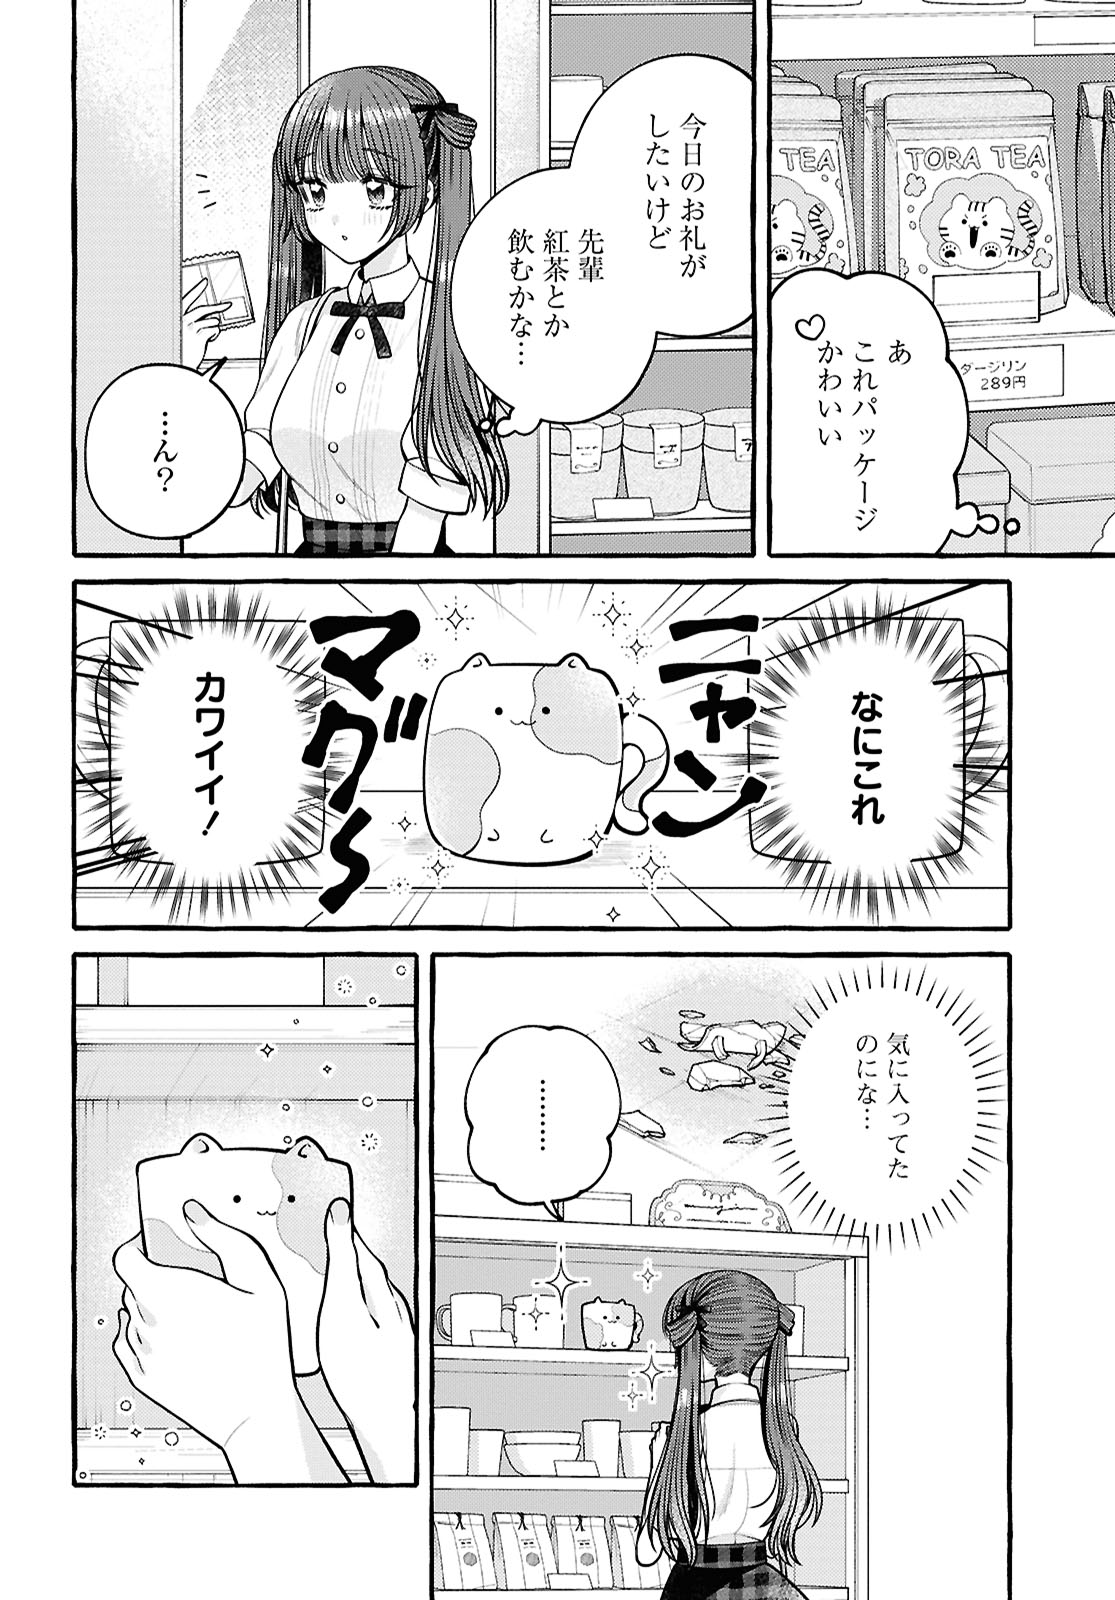 TEA
TORA TEA
ダージリン
289円
あ
これパッケージ
かわいい
今日のお礼が
したいけど
先輩
紅茶とか
飲むかな…
…ん?
なにこれ
ニャン
マグ〜
カワイイ!
気に入ってた
のにな…
………